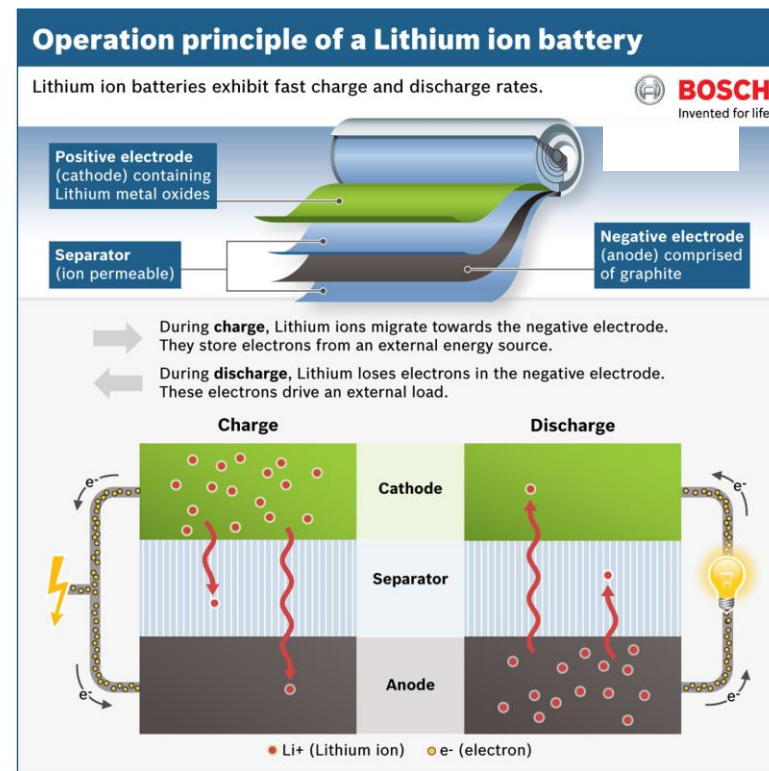 Operation principle of a Lithium ion battery
Lithium ion batteries exhibit fast charge and discharge rates.
BOSCH
Invented for life
Positive electrode
(cathode) containing
Lithium metal oxides
Separator
(ion permeable)
Negative electrode
(anode) comprised
of graphite
During charge, Lithium ions migrate towards the negative electrode.
They store electrons from an external energy source.
During discharge, Lithium loses electrons in the negative electrode.
These electrons drive an external load.
Charge
Discharge
e-
Cathode
e-
Separator
e-
Anode
e-
Li+ (Lithium ion)
e- (electron)